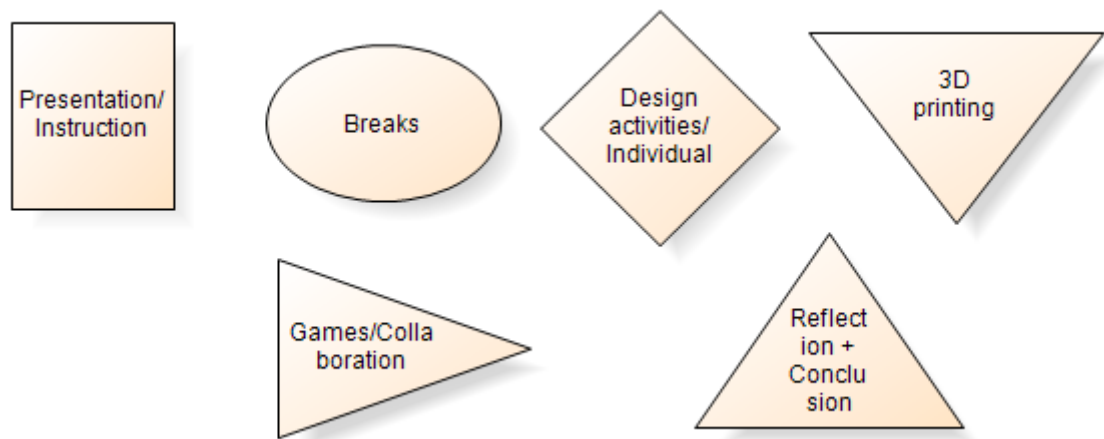 Presentation/
Instruction
Breaks
Design
activities/
Individual
3D
printing
Games/Colla
boration
Reflect
ion +
Conclu
sion